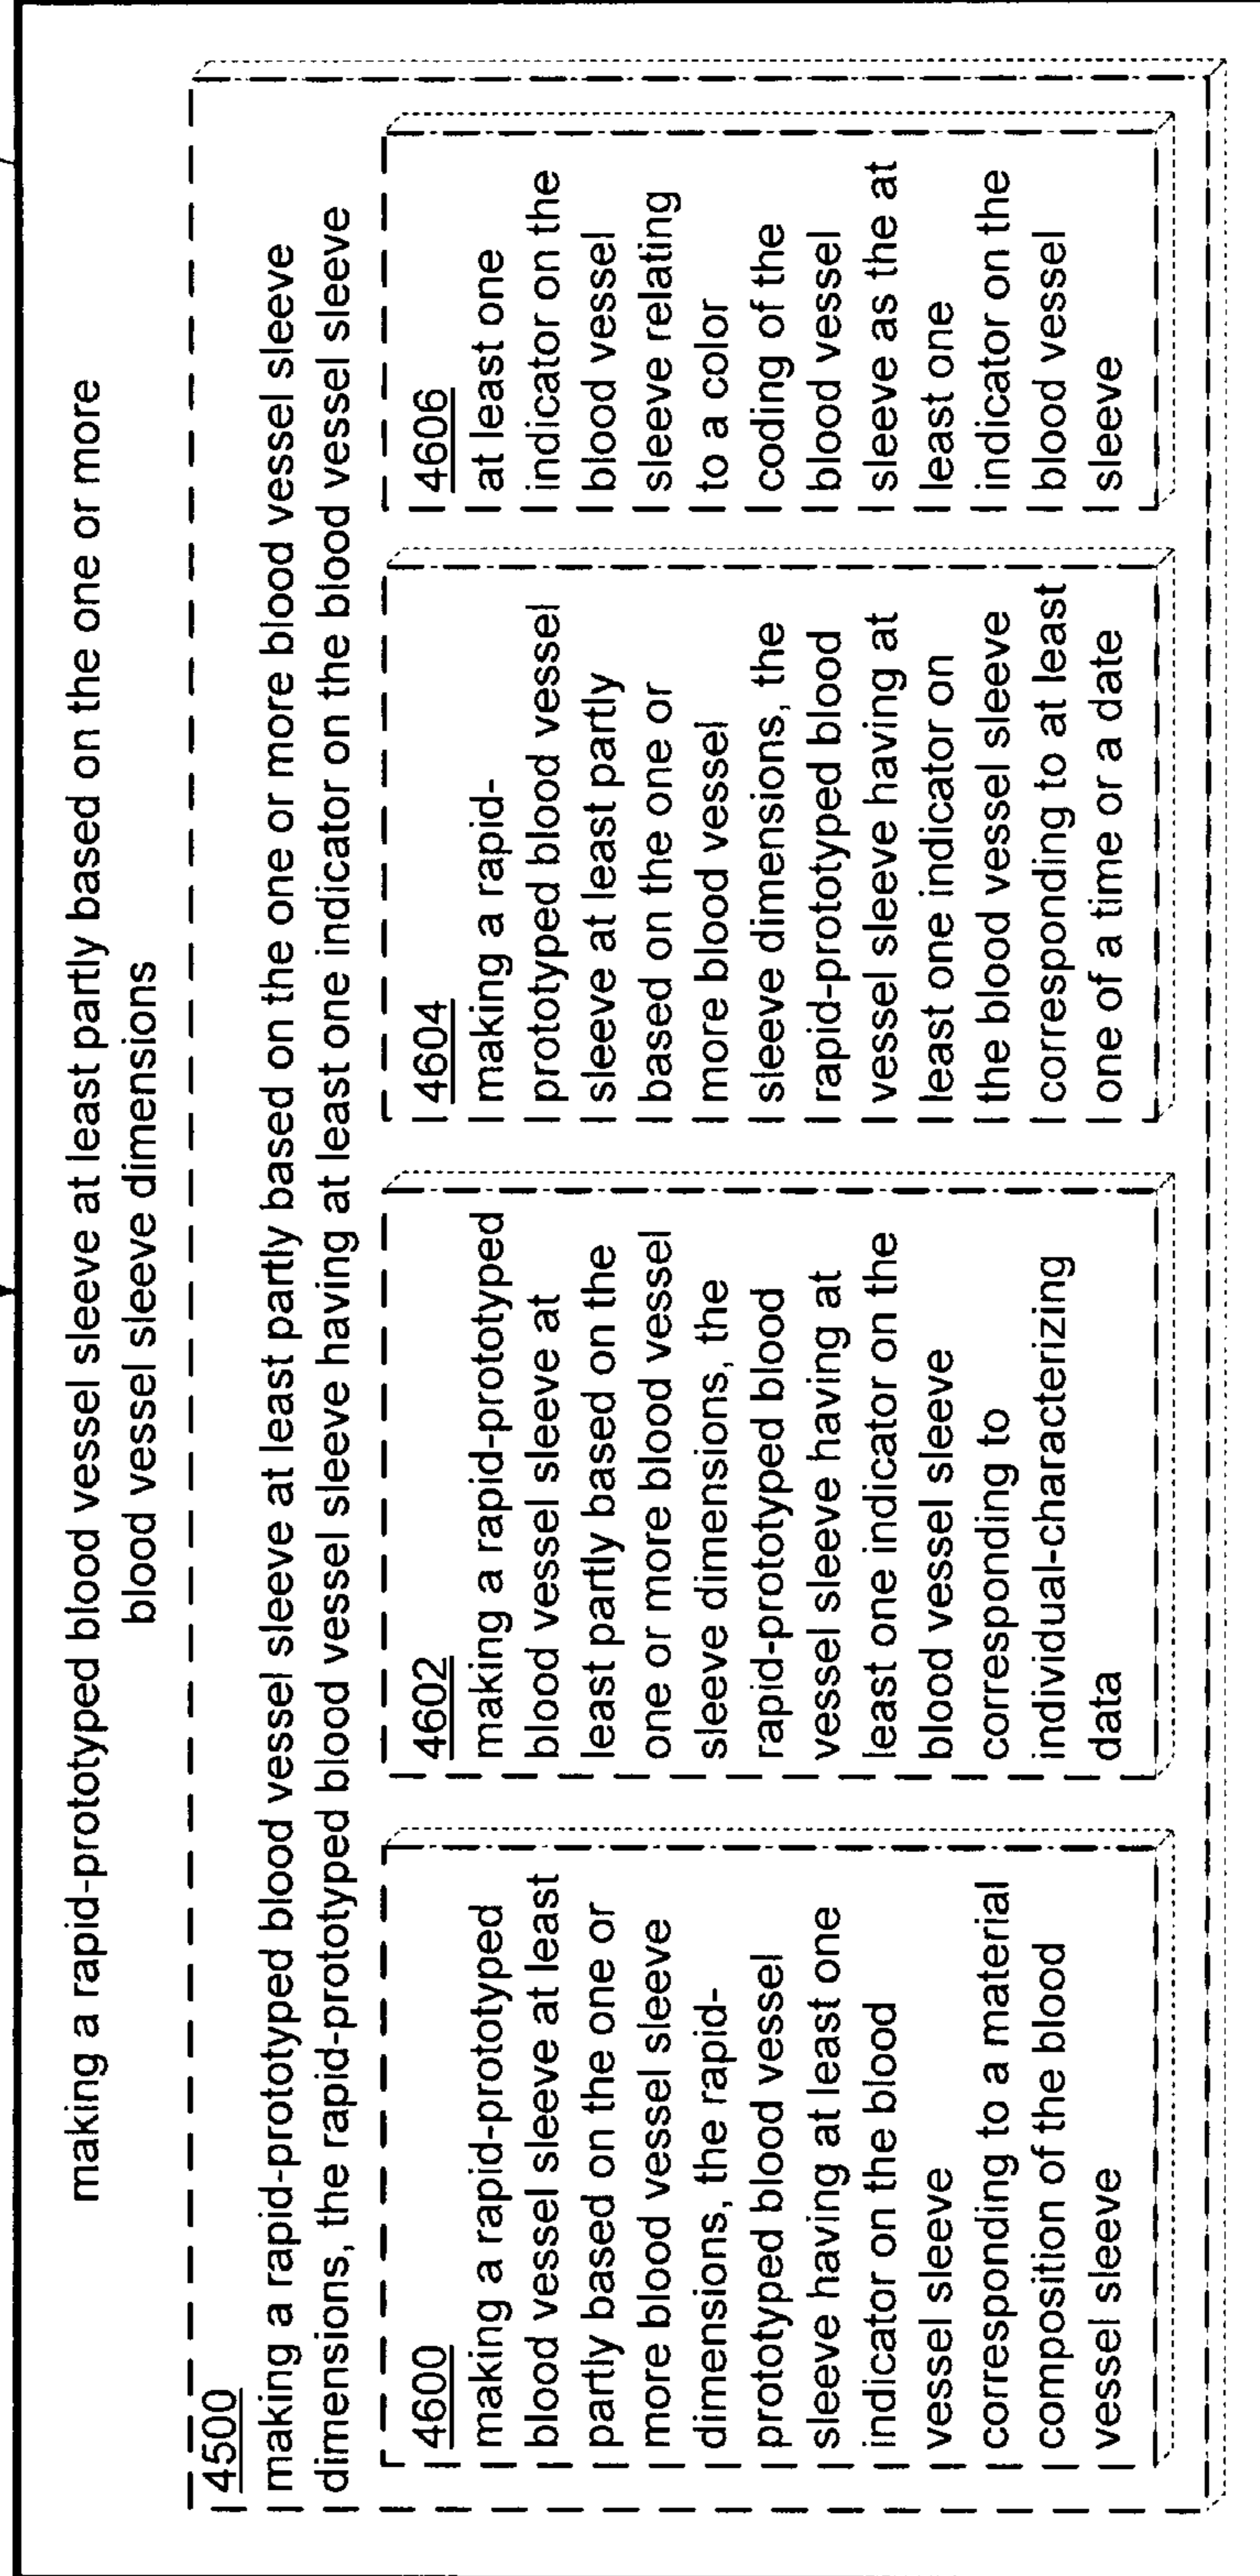 making a rapid-prototyped blood vessel sleeve at least partly based on the one or more
blood vessel sleeve dimensions
4500
making a rapid-prototyped blood vessel sleeve at least partly based on the one or more blood vessel sleeve
dimensions, the rapid-prototyped blood vessel sleeve having at least one indicator on the blood vessel sleeve
4600
making a rapid-prototyped
blood vessel sleeve at least
partly based on the one or
more blood vessel sleeve
dimensions, the rapid-
prototyped blood vessel
sleeve having at least one
indicator on the blood
vessel sleeve
corresponding to a material
composition of the blood
vessel sleeve
4602
making a rapid-prototyped
blood vessel sleeve at
least partly based on the
one or more blood vessel
sleeve dimensions, the
rapid-prototyped blood
vessel sleeve having at
least one indicator on the
blood vessel sleeve
corresponding to
individual-characterizing
data
4604
making a rapid-
prototyped blood vessel
sleeve at least partly
based on the one or
more blood vessel
sleeve dimensions, the
rapid-prototyped blood
vessel sleeve having at
least one indicator on
the blood vessel sleeve
corresponding to at least
one of a time or a date
4606
at least one
indicator on the
blood vessel
sleeve relating
to a color
coding of the
blood vessel
sleeve as the at
least one
indicator on the
blood vessel
sleeve